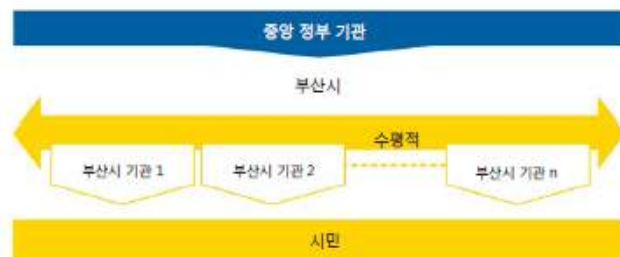 중앙 정부 기관
부산시
수평적
부산시 기관 1
부산시 기관 2
부산시 기관 n
시민